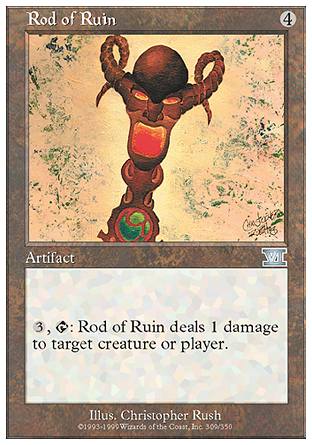 Rod of Ruin 4
Artifact
3, : Rod of Ruin deals 1 damage
to target creature or player.
Illus. Christopher Rush
©1993-1999 Wizards of the Coast, Inc. 309/350